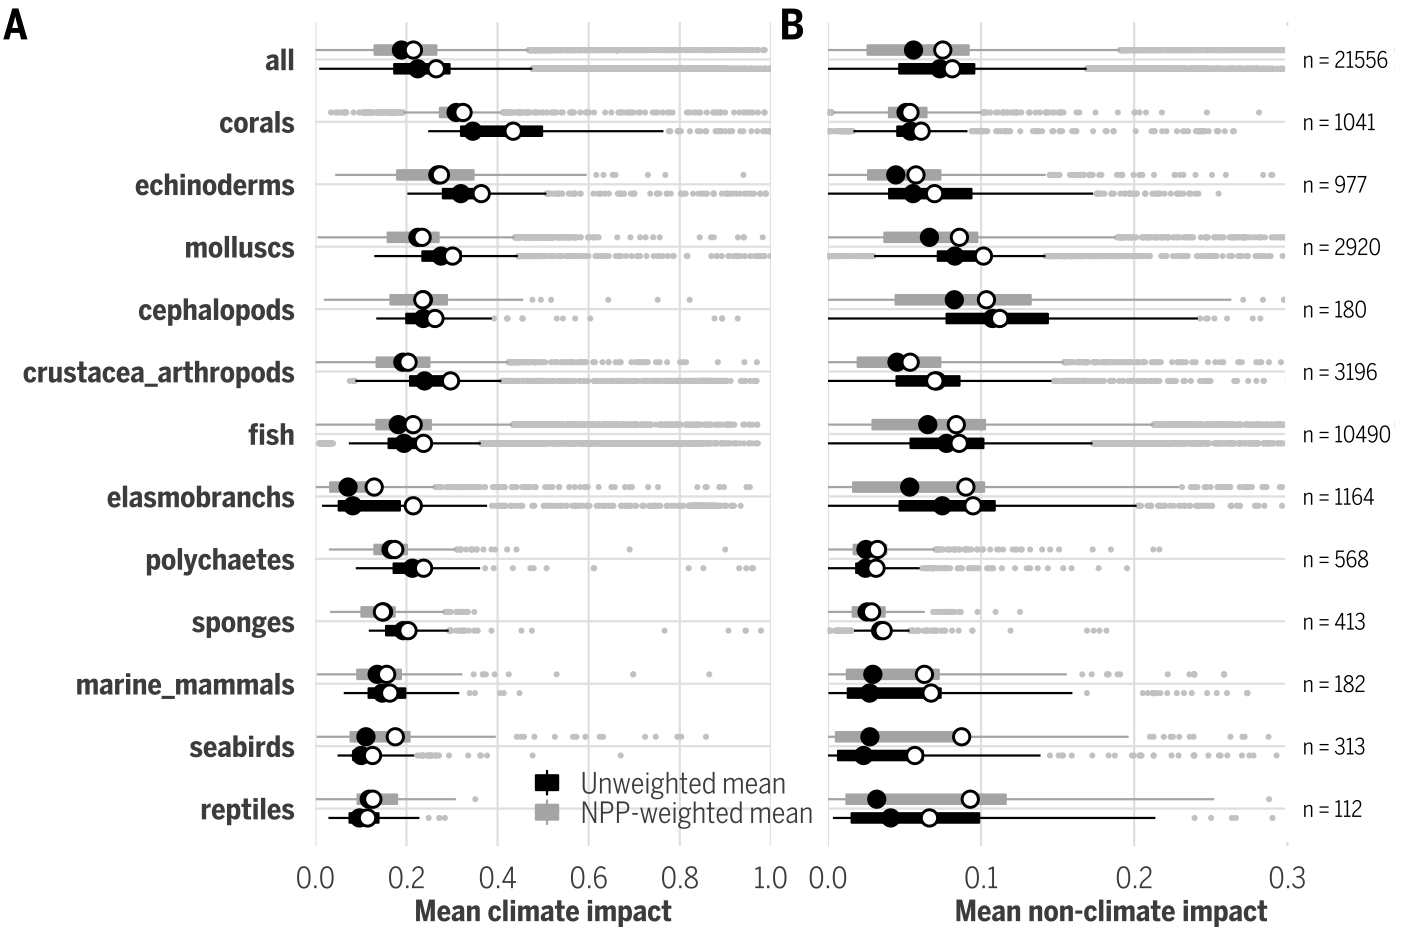 A B
all n = 21556
corals n = 1041
echinoderms n = 977
molluscs n = 2920
cephalopods n = 180
crustacea_arthropods n = 3196
fish n = 10490
elasmobranchs n = 1164
polychaetes n = 568
sponges n = 413
marine_mammals n = 182
seabirds n = 313
Unweighted mean
NPP-weighted mean
reptiles n = 112
0.0 0.2 0.4 0.6 0.8 1.0 0.0 0.1 0.2 0.3
Mean climate impact Mean non-climate impact